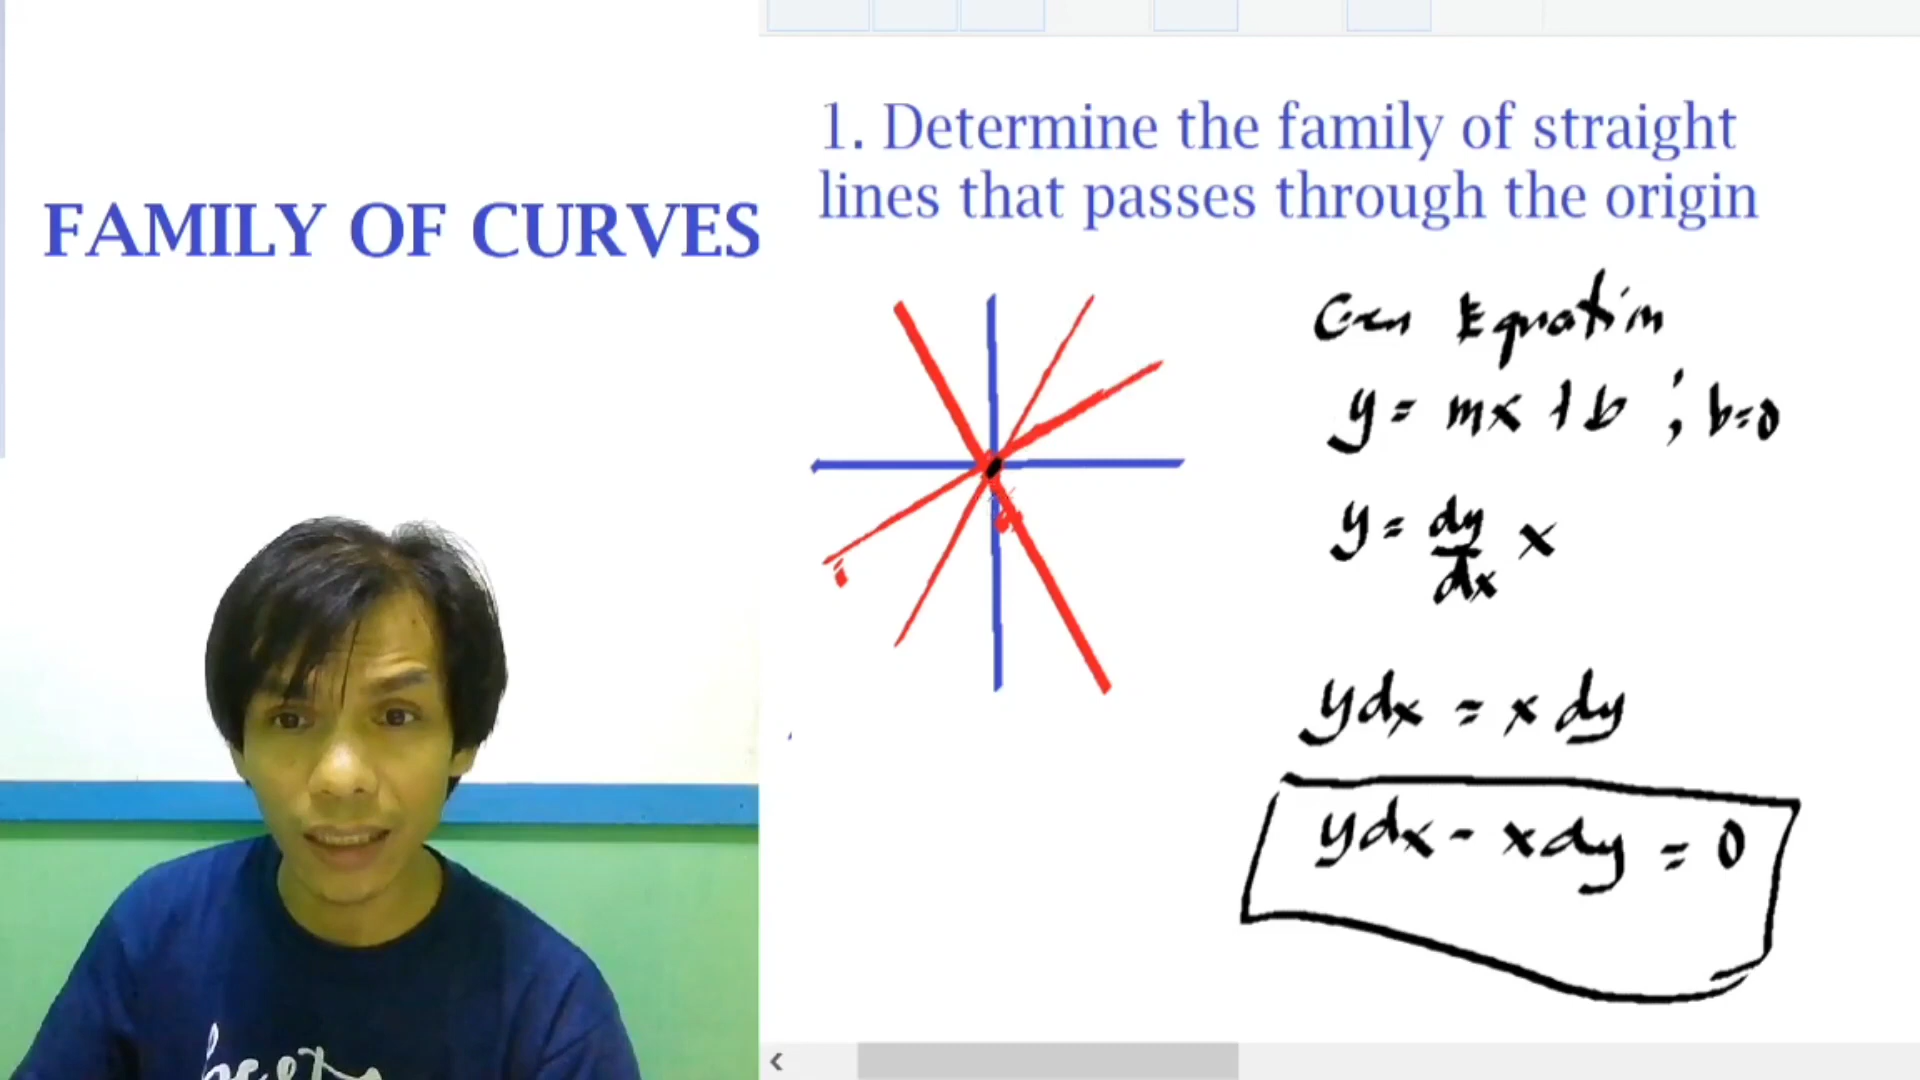 FAMILY OF CURVES
1. Determine the family of straight
lines that passes through the origin
Gen Equation
y = mx + b ; b=0
y = dy/dx x
ydx = x dy
ydx - xdy = 0